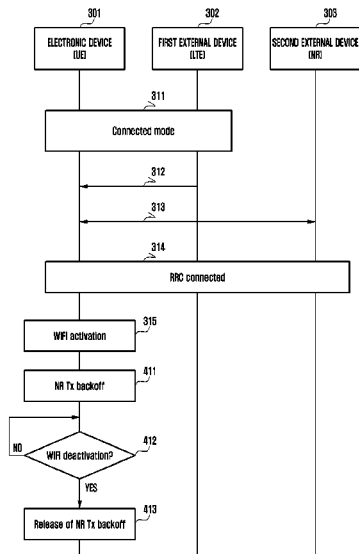 301
302
303
ELECTRONIC DEVICE
(UE)
FIRST EXTERNAL DEVICE
(LTE)
SECOND EXTERNAL DEVICE
(NR)
311
Connected mode
312
313
314
RRC connected
315
WIFI activation
411
NR Tx backoff
412
WIFI deactivation?
NO
YES
413
Release of NR Tx backoff